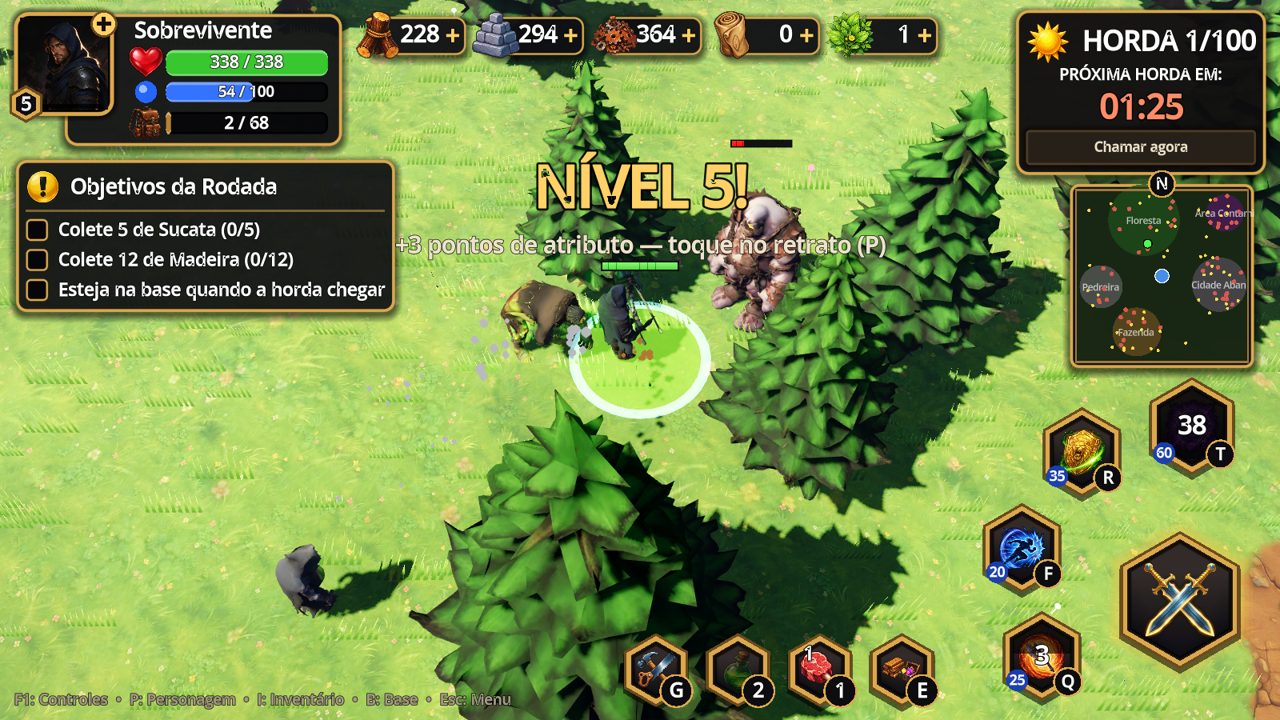 Sobrevivente
338 / 338
54 / 100
2 / 68
5
228 +
294 +
364 +
0 +
1 +
HORDA 1/100
PRÓXIMA HORDA EM:
01:25
Chamar agora
Objetivos da Rodada
Colete 5 de Sucata (0/5)
Colete 12 de Madeira (0/12)
Esteja na base quando a horda chegar
NÍVEL 5!
+3 pontos de atributo — toque no retrato (P)
N
Floresta
Área Contami
Pedreira
Cidade Aban
Fazenda
38
60
T
35
R
20
F
3
25
Q
G
2
1
1
E
F1: Controles • P: Personagem • I: Inventário • B: Base • Esc: Menu